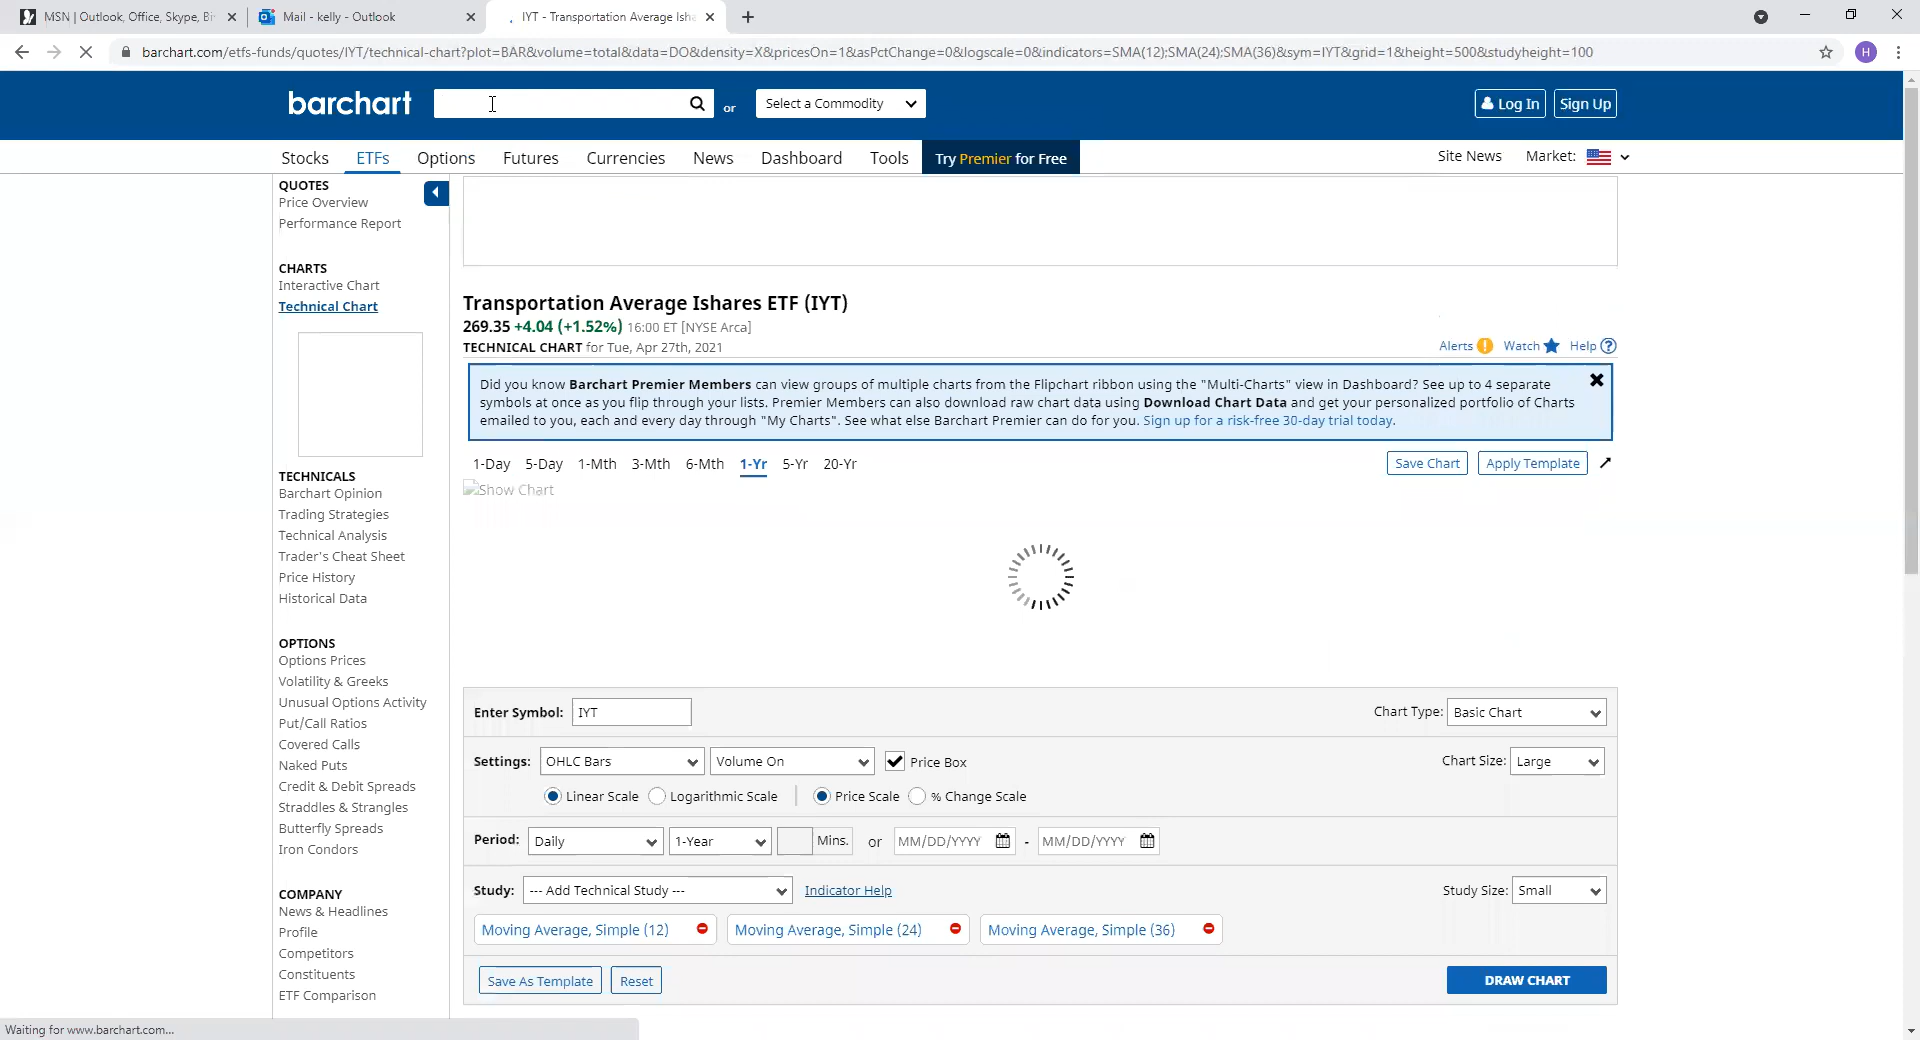 MSN | Outlook, Office, Skype, Bi
Mail - kelly - Outlook
IYT - Transportation Average Isha
barchart.com/etfs-funds/quotes/IYT/technical-chart?plot=BAR&volume=total&data=DO&density=X&pricesOn=1&asPctChange=0&logscale=0&indicators=SMA(12);SMA(24);SMA(36)&sym=IYT&grid=1&height=500&studyheight=100
H
barchart
or
Select a Commodity
Log In
Sign Up
Stocks
ETFs
Options
Futures
Currencies
News
Dashboard
Tools
Try Premier for Free
Site News
Market:
QUOTES
Price Overview
Performance Report
CHARTS
Interactive Chart
Technical Chart
TECHNICALS
Barchart Opinion
Trading Strategies
Technical Analysis
Trader's Cheat Sheet
Price History
Historical Data
OPTIONS
Options Prices
Volatility & Greeks
Unusual Options Activity
Put/Call Ratios
Covered Calls
Naked Puts
Credit & Debit Spreads
Straddles & Strangles
Butterfly Spreads
Iron Condors
COMPANY
News & Headlines
Profile
Competitors
Constituents
ETF Comparison
Transportation Average Ishares ETF (IYT)
269.35 +4.04 (+1.52%) 16:00 ET [NYSE Arca]
TECHNICAL CHART for Tue, Apr 27th, 2021
Alerts
Watch
Help
Did you know Barchart Premier Members can view groups of multiple charts from the Flipchart ribbon using the "Multi-Charts" view in Dashboard? See up to 4 separate
symbols at once as you flip through your lists. Premier Members can also download raw chart data using Download Chart Data and get your personalized portfolio of Charts
emailed to you, each and every day through "My Charts". See what else Barchart Premier can do for you. Sign up for a risk-free 30-day trial today.
1-Day 5-Day 1-Mth 3-Mth 6-Mth 1-Yr 5-Yr 20-Yr
Save Chart
Apply Template
Show Chart
Enter Symbol: IYT
Chart Type: Basic Chart
Settings: OHLC Bars
Volume On
Price Box
Chart Size: Large
Linear Scale
Logarithmic Scale
Price Scale
% Change Scale
Period: Daily
1-Year
Mins.
or
MM/DD/YYYY
-
MM/DD/YYYY
Study: --- Add Technical Study ---
Indicator Help
Study Size: Small
Moving Average, Simple (12)
Moving Average, Simple (24)
Moving Average, Simple (36)
Save As Template
Reset
DRAW CHART
Waiting for www.barchart.com...